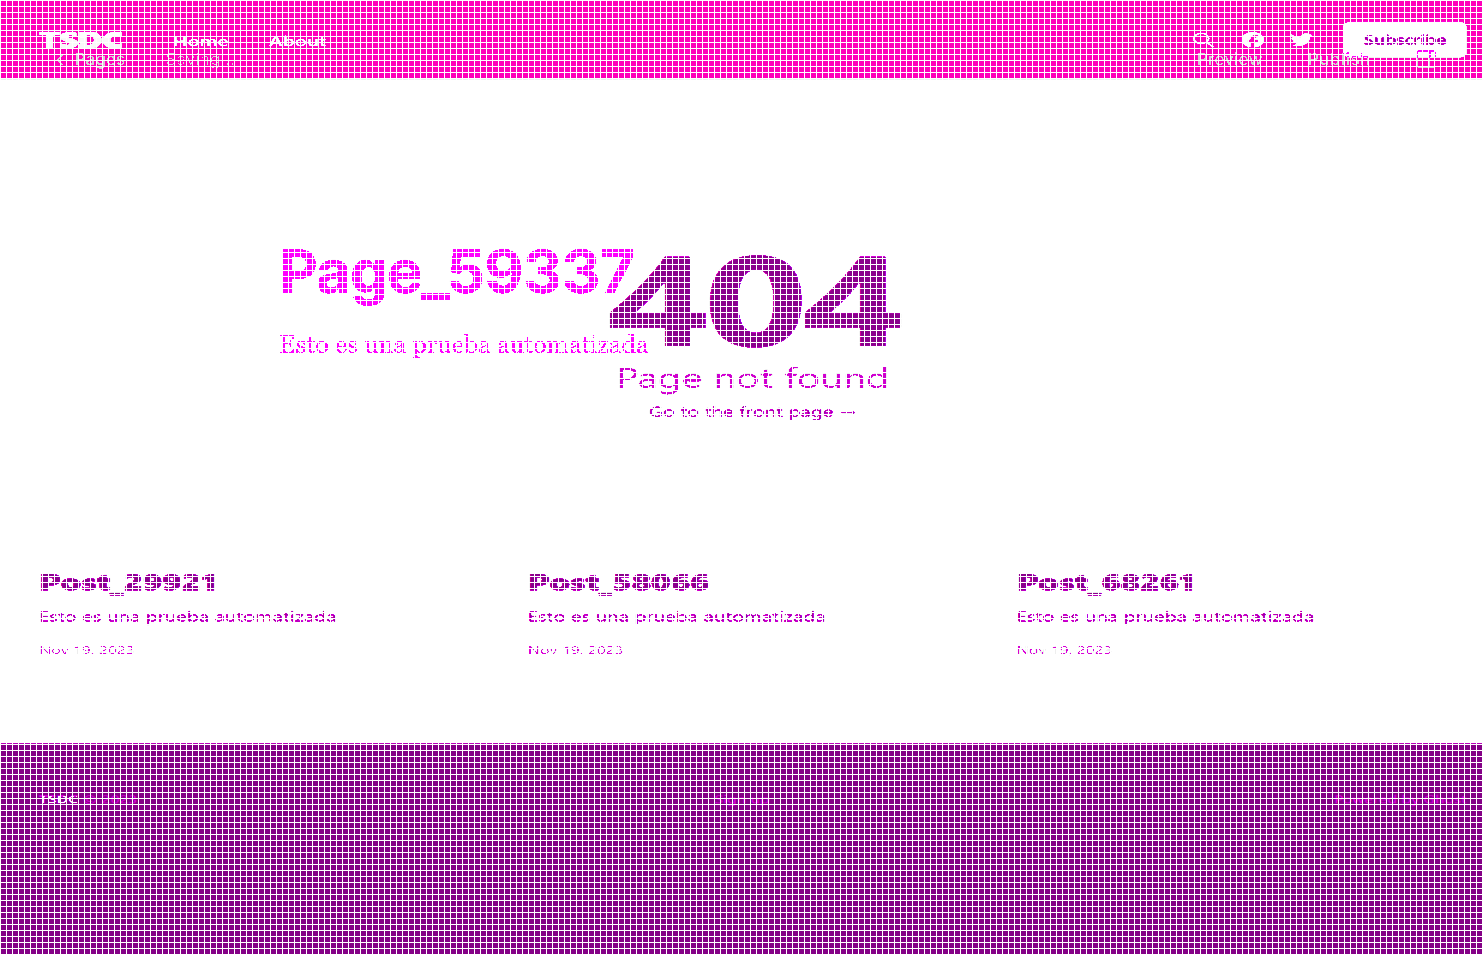 TSDC Home About Subscribe
Pages Saving... Preview Publish
Page_59337
404
Esto es una prueba automatizada
Page not found
Go to the front page →
Post_29921 Post_58066 Post_68261
Esto es una prueba automatizada Esto es una prueba automatizada Esto es una prueba automatizada
Nov 19, 2023 Nov 19, 2023 Nov 19, 2023
TSDC